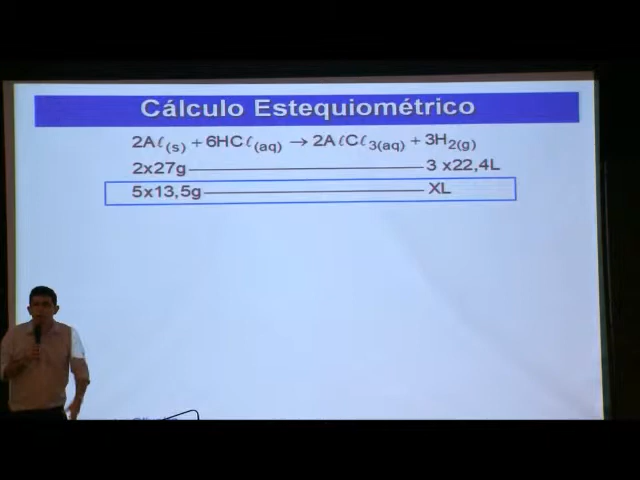 Cálculo Estequiométrico
2Aℓ(s) + 6HCℓ(aq) → 2AℓCℓ3(aq) + 3H2(g)
2x27g 3 x22,4L
5x13,5g XL